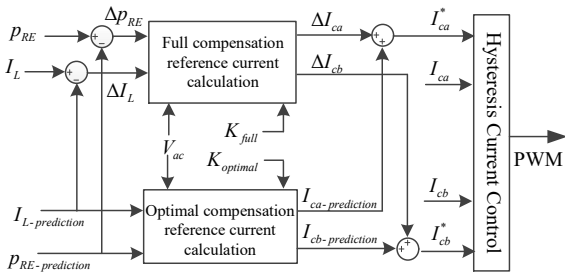 p_RE
Δp_RE
I_L
ΔI_L
Full compensation
reference current
calculation
ΔI_ca
ΔI_cb
I*_ca
I_ca
K_full
V_ac
K_optimal
I_L-prediction
p_RE-prediction
Optimal compensation
reference current
calculation
I_ca-prediction
I_cb-prediction
I_cb
I*_cb
Hysteresis Current Control
PWM